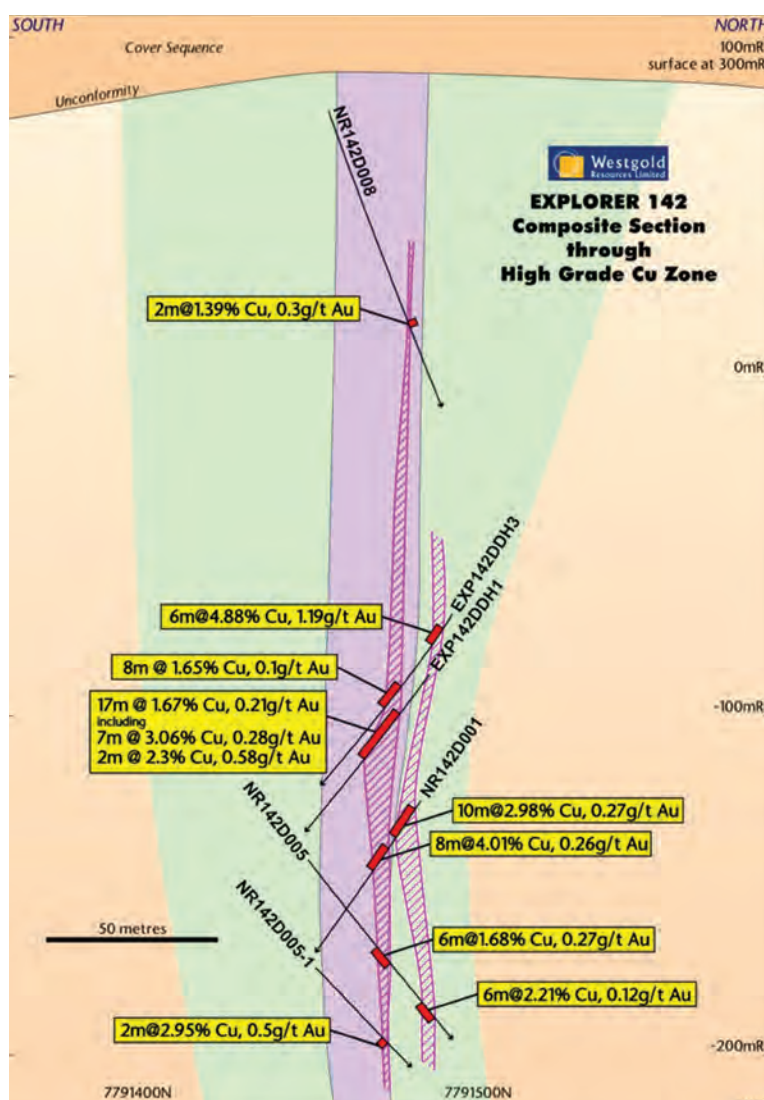 SOUTH
NORTH
Cover Sequence
100mR
surface at 300mR
Unconformity
NR142D008
Westgold
Resources Limited
EXPLORER 142
Composite Section
through
High Grade Cu Zone
2m@1.39% Cu, 0.3g/t Au
0mR
EXP142DDH3
EXP142DDH1
6m@4.88% Cu, 1.19g/t Au
8m @ 1.65% Cu, 0.1g/t Au
17m @ 1.67% Cu, 0.21g/t Au
including
7m @ 3.06% Cu, 0.28g/t Au
2m @ 2.3% Cu, 0.58g/t Au
-100mR
NR142D001
NR142D005
10m@2.98% Cu, 0.27g/t Au
8m@4.01% Cu, 0.26g/t Au
NR142D005-1
50 metres
6m@1.68% Cu, 0.27g/t Au
6m@2.21% Cu, 0.12g/t Au
2m@2.95% Cu, 0.5g/t Au
-200mR
7791400N
7791500N